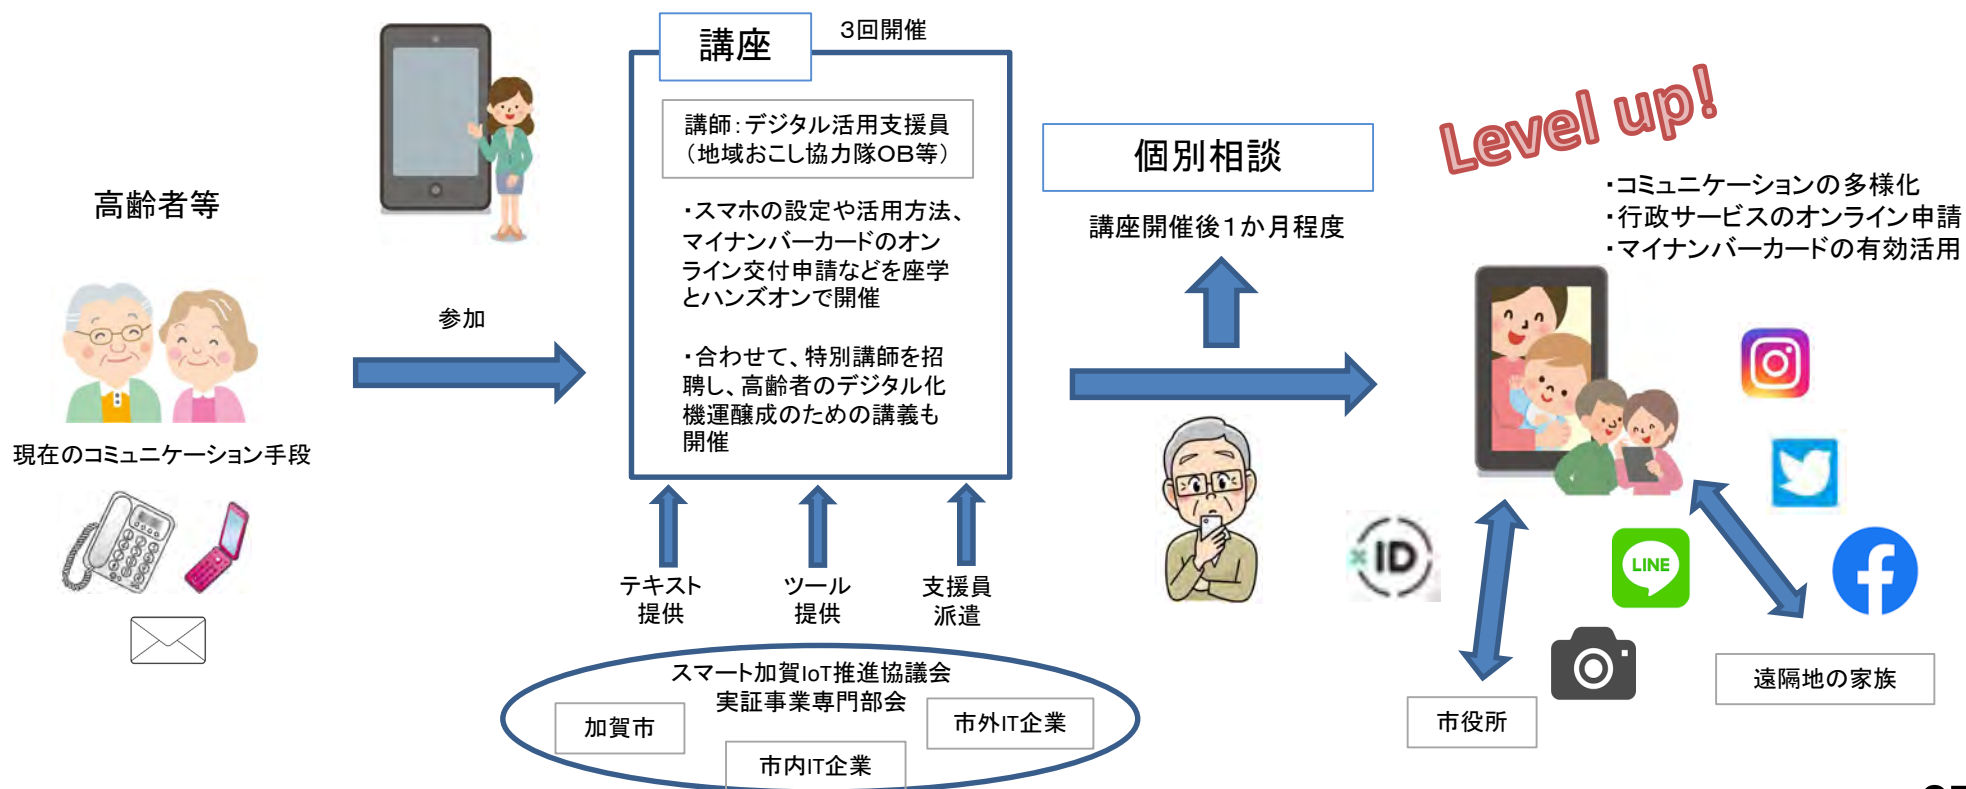 高齢者等
現在のコミュニケーション手段
参加
講座
3回開催
講師:デジタル活用支援員
(地域おこし協力隊OB等)
・スマホの設定や活用方法、
マイナンバーカードのオン
ライン交付申請などを座学
とハンズオンで開催
・合わせて、特別講師を招
聘し、高齢者のデジタル化
機運醸成のための講義も
開催
テキスト
提供
ツール
提供
支援員
派遣
スマート加賀IoT推進協議会
実証事業専門部会
加賀市
市内IT企業
市外IT企業
個別相談
講座開催後1か月程度
Level up!
・コミュニケーションの多様化
・行政サービスのオンライン申請
・マイナンバーカードの有効活用
xID
LINE
市役所
遠隔地の家族